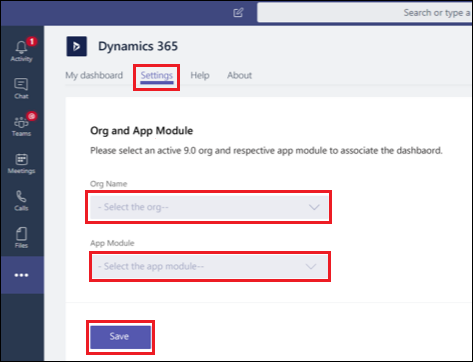 Search or typ
Dynamics 365
My dashboard Settings Help About
Activity
1
Chat
Teams
@
Meetings
Calls
Files
Org and App Module
Please select an active 9.0 org and respective app module to associate the dashbaord.
Org Name
- Select the org--
App Module
- Select the app module--
Save